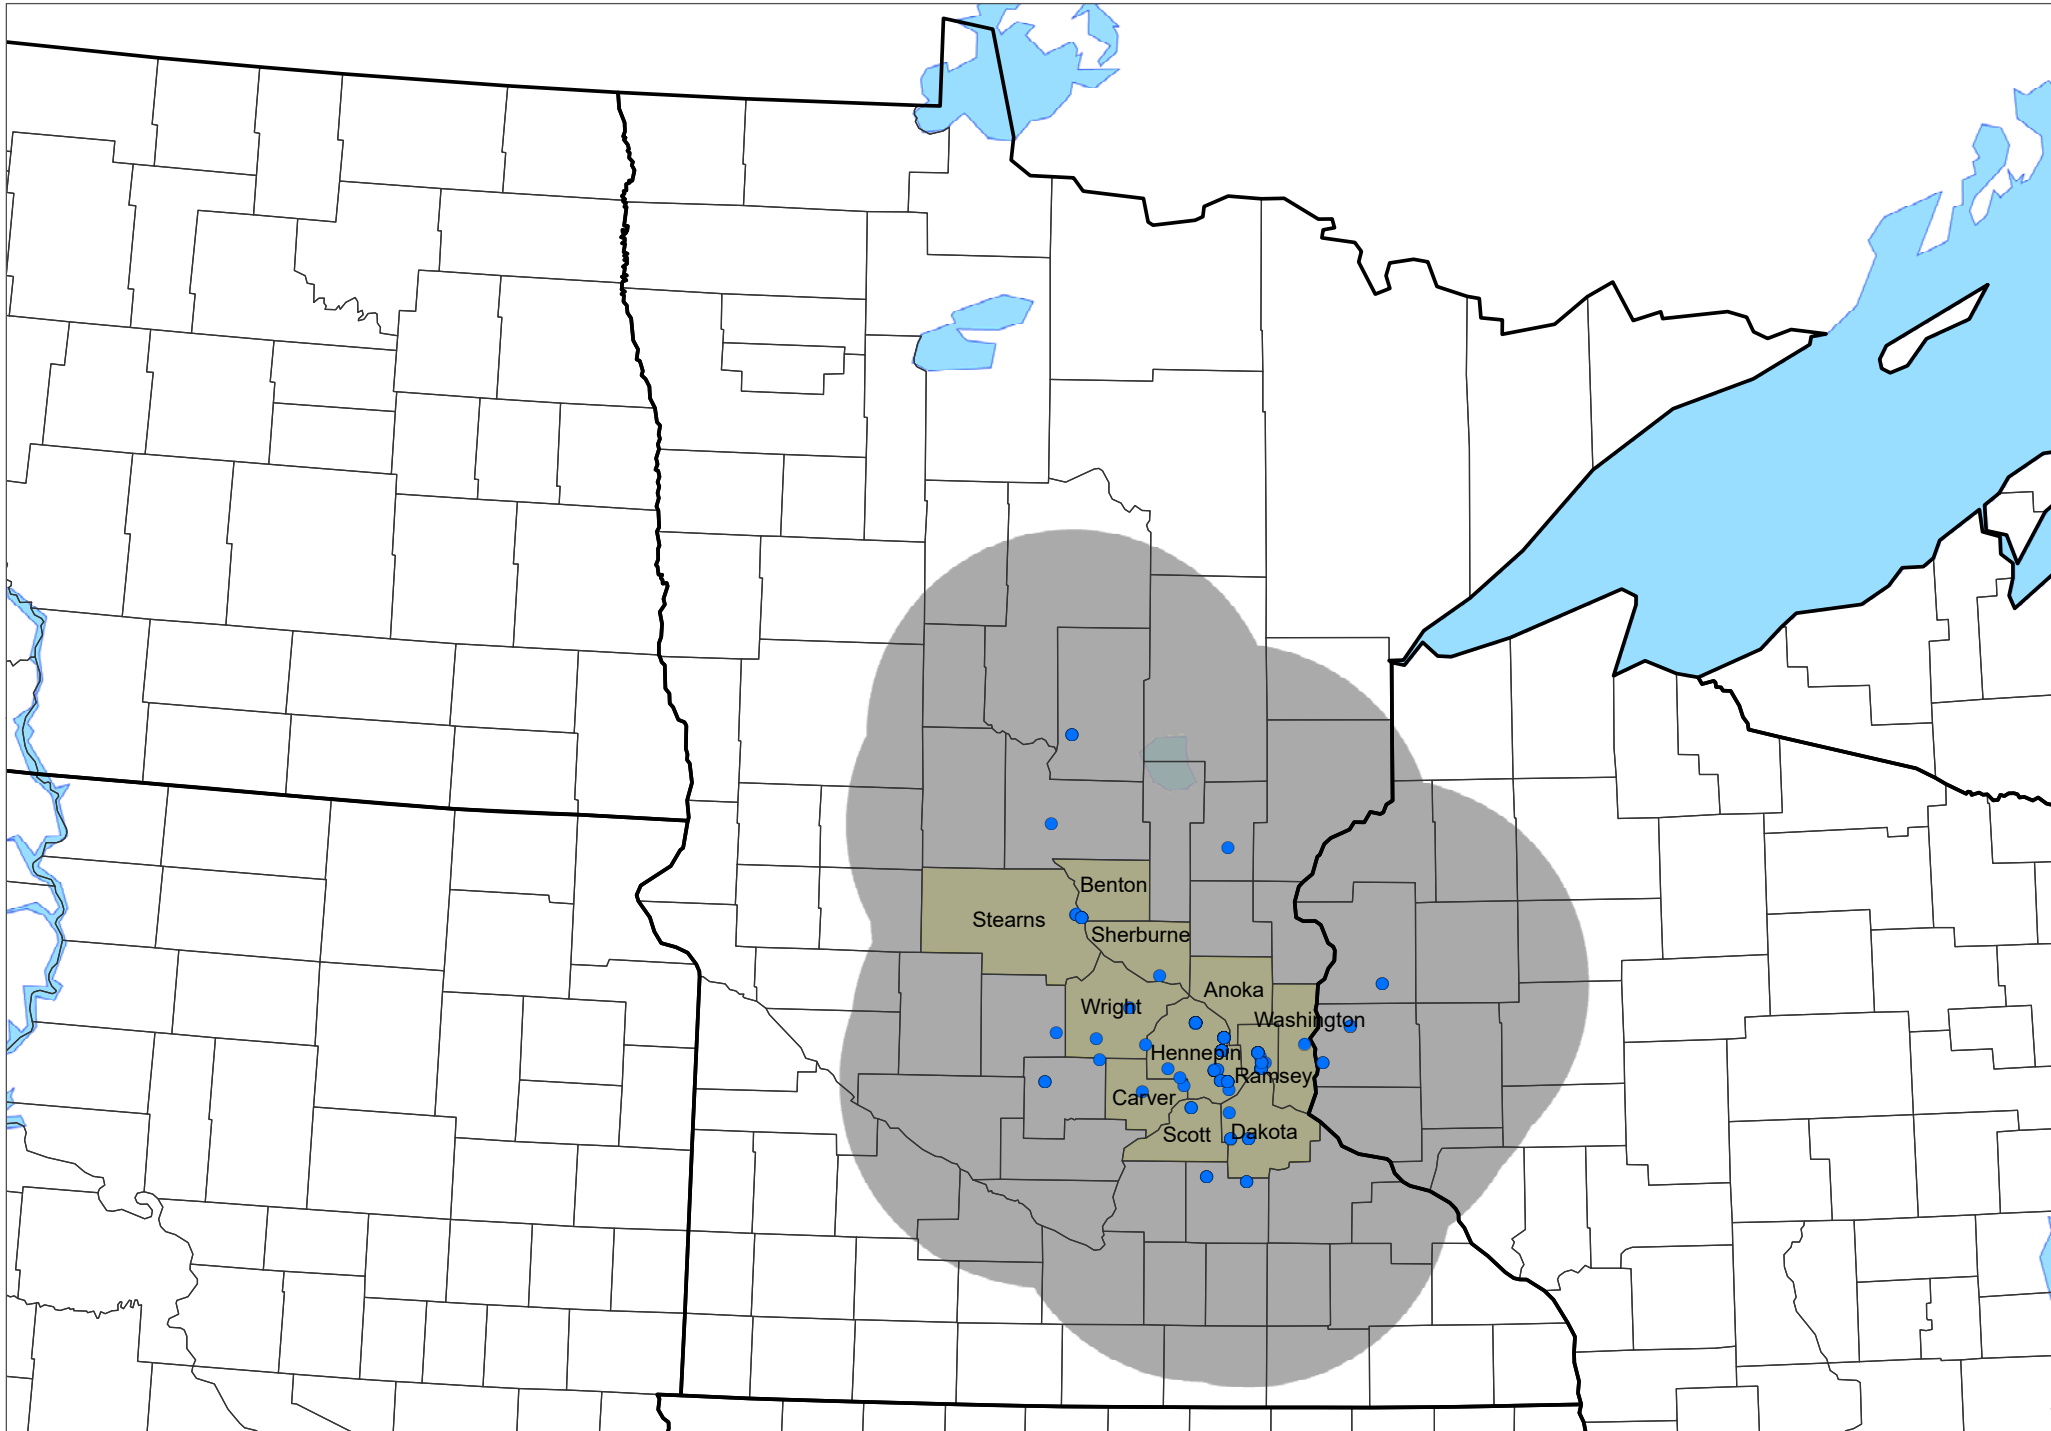 Benton
Stearns
Sherburne
Anoka
Wright
Washington
Hennepin
Ramsey
Carver
Scott
Dakota